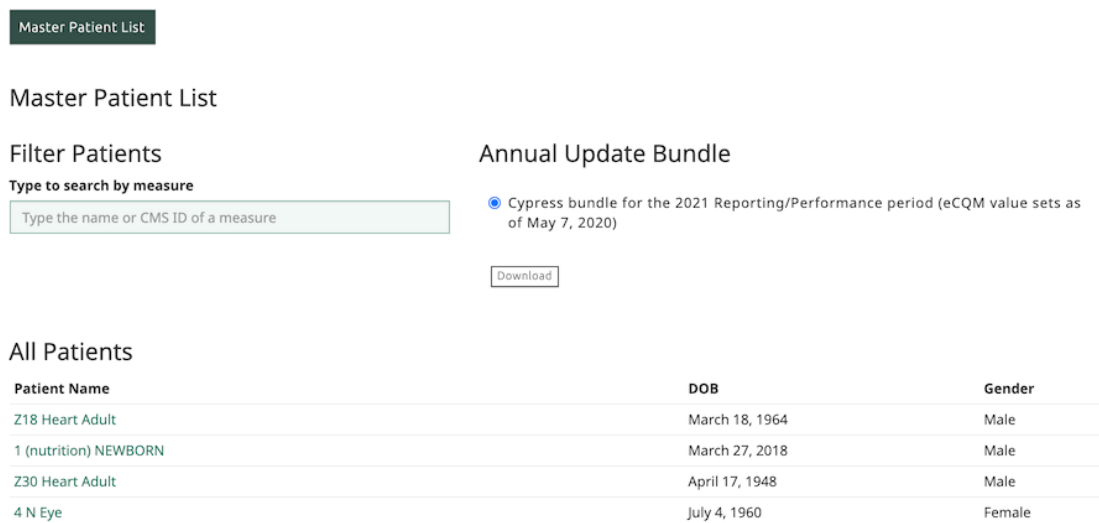 Master Patient List
Master Patient List
Filter Patients
Type to search by measure
Type the name or CMS ID of a measure
Annual Update Bundle
Cypress bundle for the 2021 Reporting/Performance period (eCQM value sets as
of May 7, 2020)
Download
All Patients
Patient Name DOB Gender
Z18 Heart Adult March 18, 1964 Male
1 (nutrition) NEWBORN March 27, 2018 Male
Z30 Heart Adult April 17, 1948 Male
4 N Eye July 4, 1960 Female